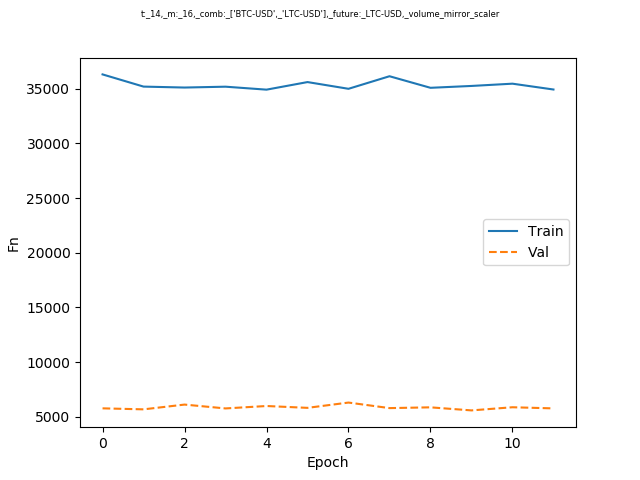 t:_14,_m:_16,_comb:_['BTC-USD',_'LTC-USD'],_future:_LTC-USD,_volume_mirror_scaler
35000
30000
25000
20000
15000
10000
5000
Fn
Train
Val
0 2 4 6 8 10
Epoch